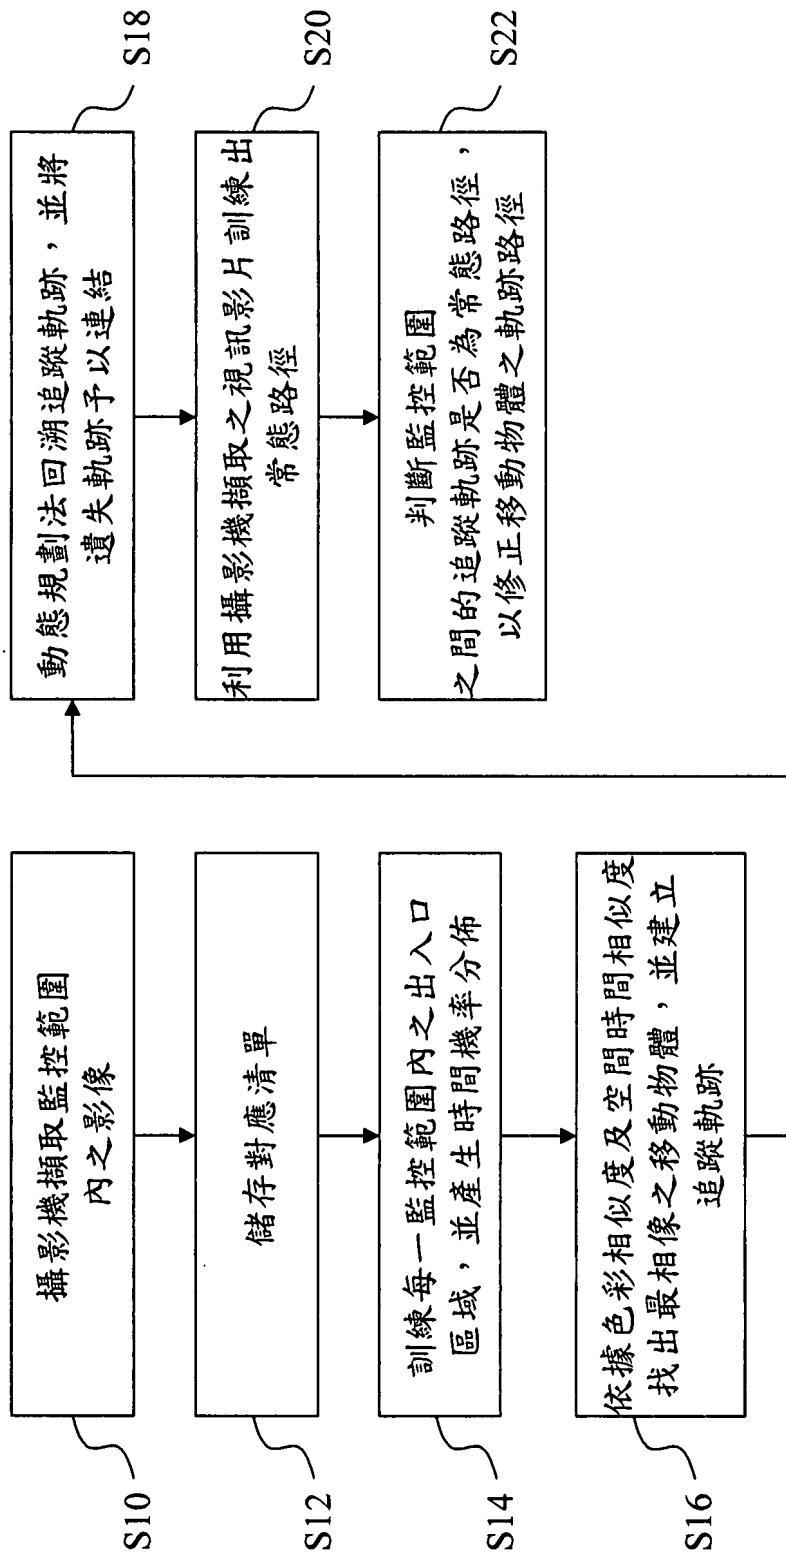 S10
攝影機擷取監控範圍
內之影像
S12
儲存對應清單
S14
訓練每一監控範圍內之出入口
區域，並產生時間機率分佈
S16
依據色彩相似度及空間時間相似度
找出最相像之移動物體，並建立
追蹤軌跡
S18
動態規劃法回溯追蹤軌跡，並將
遺失軌跡予以連結
S20
利用攝影機擷取之視訊影片訓練出
常態路徑
S22
判斷監控範圍
之間的追蹤軌跡是否為常態路徑，
以修正移動物體之軌跡路徑